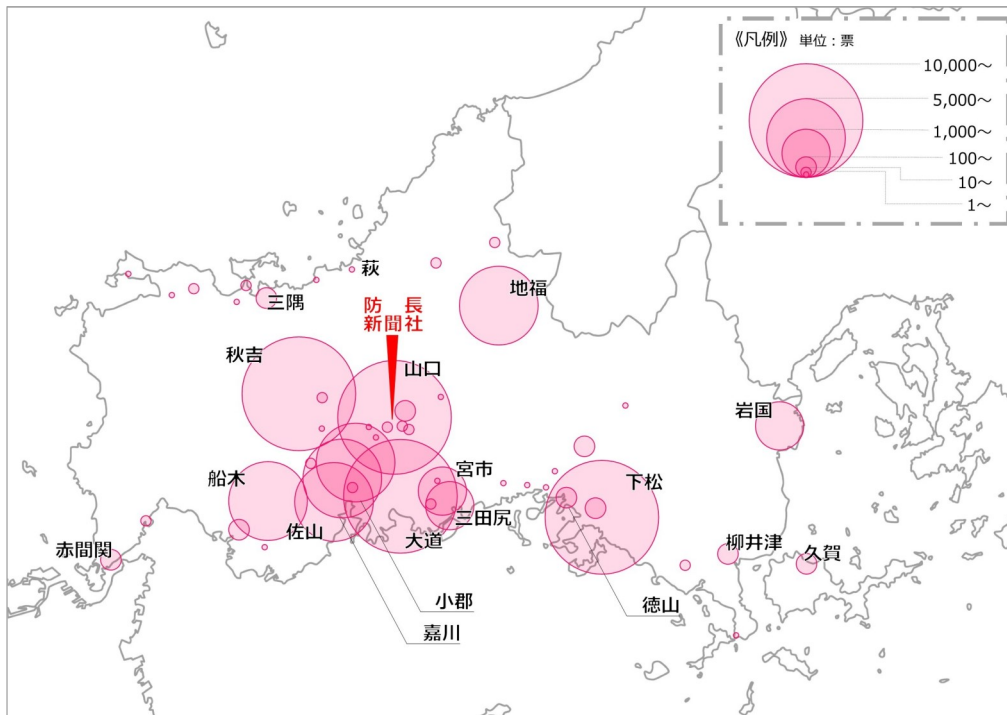 《凡例》 単位：票
10,000～
5,000～
1,000～
100～
10～
1～
萩
三隅
地福
防長
新聞社
秋吉
山口
岩国
船木
宮市
下松
佐山
三田尻
大道
赤間関
柳井津
久賀
小郡
徳山
嘉川